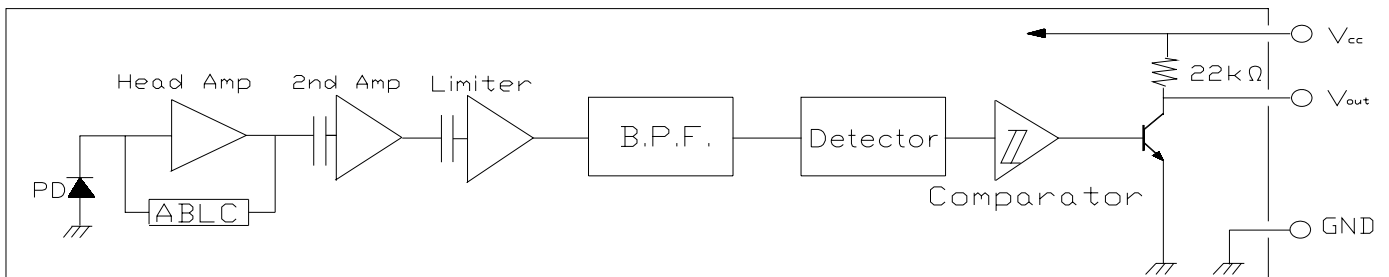 Vcc
22kΩ
Head Amp
2nd Amp
Limiter
Vout
B.P.F.
Detector
PD
ABLC
Comparator
GND